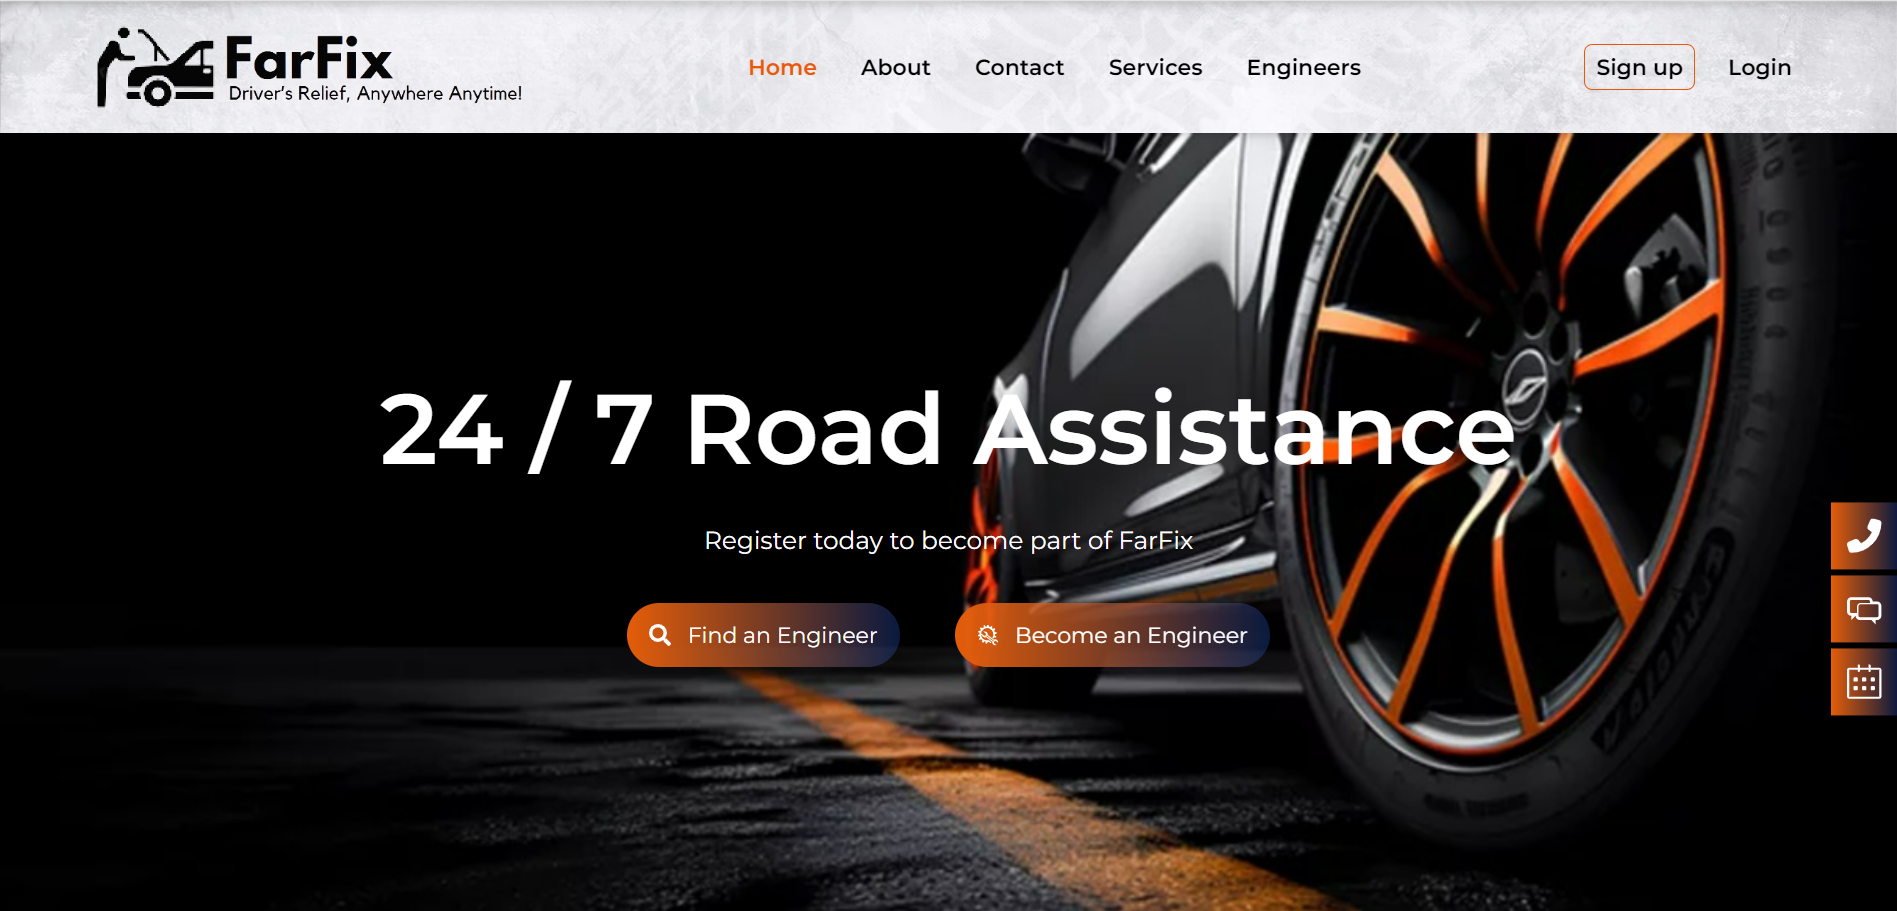 FarFix
Driver's Relief, Anywhere Anytime!
Home About Contact Services Engineers
Sign up Login
24 / 7 Road Assistance
Register today to become part of FarFix
Find an Engineer Become an Engineer